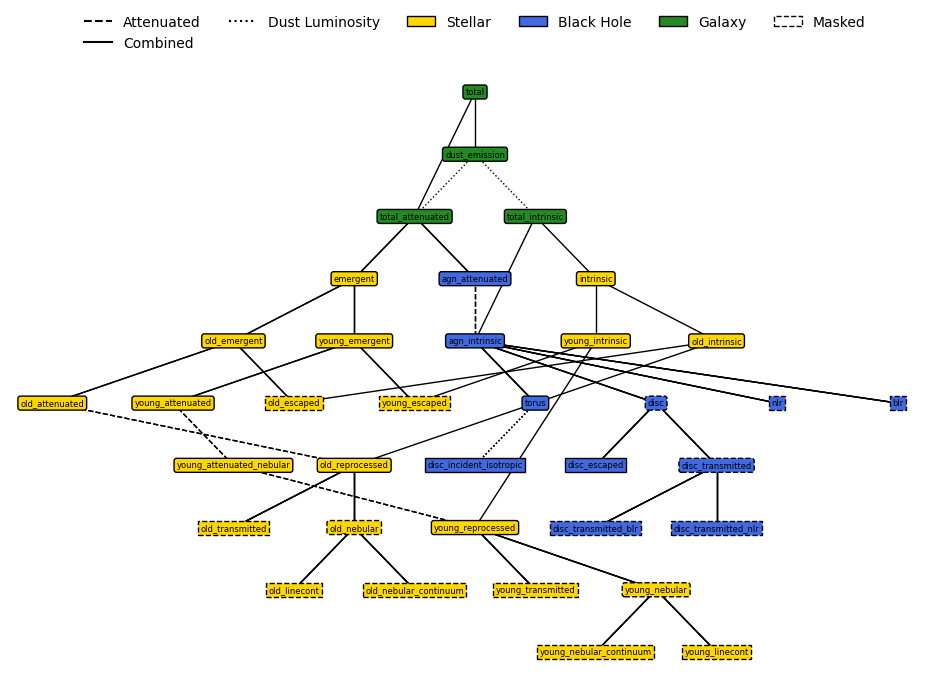 Attenuated Dust Luminosity Stellar Black Hole Galaxy Masked
Combined
total
dust_emission
total_attenuated total_intrinsic
emergent agn_attenuated intrinsic
old_emergent young_emergent agn_intrinsic young_intrinsic old_intrinsic
old_attenuated young_attenuated old_escaped young_escaped torus disc nlr blr
young_attenuated_nebular old_reprocessed disc_incident_isotropic disc_escaped disc_transmitted
old_transmitted old_nebular young_reprocessed disc_transmitted_blr disc_transmitted_nlr
old_linecont old_nebular_continuum young_transmitted young_nebular
young_nebular_continuum young_linecont